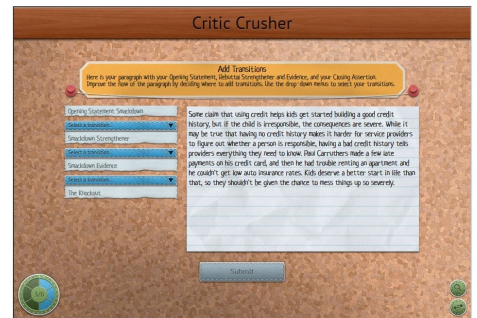 Critic Crusher
Add Transitions
Here is your paragraph with your Opening Statement, Rebuttal Strengthener and Evidence, and your Closing Assertion.
Improve the flow of the paragraph by deciding where to add transitions. Use the drop-down menus to select your transitions.
Opening Statement: Smackdown
Select a transition...
Smackdown Strengthener
Select a transition...
Smackdown Evidence
Select a transition...
The Knockout
Some claim that using credit helps kids get started building a good credit
history, but if the child is irresponsible, the consequences are severe. While it
may be true that having no credit history makes it harder for service providers
to figure out whether a person is responsible, having a bad credit history tells
providers everything they need to know. Paul Carruthers made a few late
payments on his credit card, and then he had trouble renting an apartment and
he couldn't get low auto insurance rates. Kids deserve a better start in life than
that, so they shouldn't be given the chance to mess things up so severely.
Submit